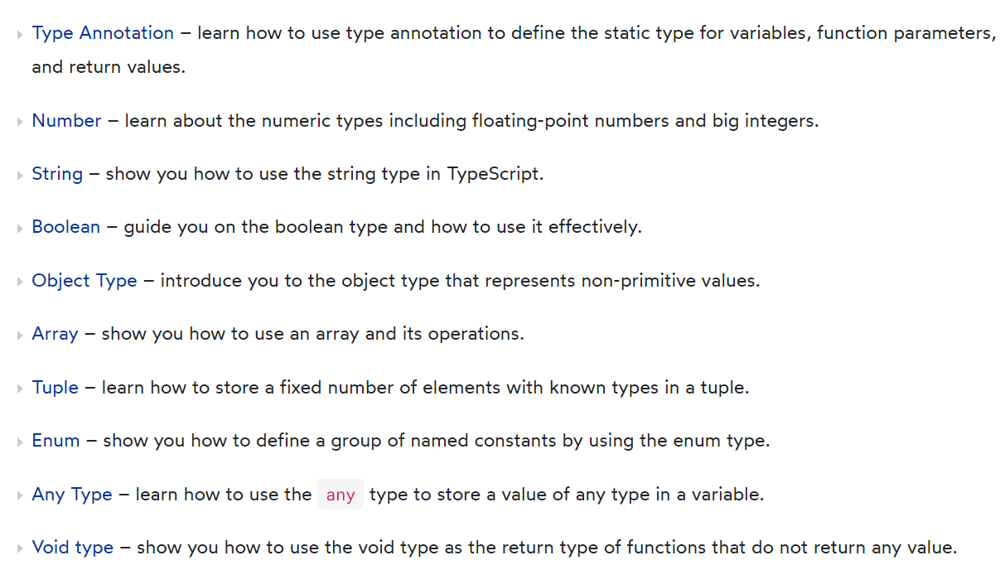 Type Annotation – learn how to use type annotation to define the static type for variables, function parameters,
and return values.
Number – learn about the numeric types including floating-point numbers and big integers.
String – show you how to use the string type in TypeScript.
Boolean – guide you on the boolean type and how to use it effectively.
Object Type – introduce you to the object type that represents non-primitive values.
Array – show you how to use an array and its operations.
Tuple – learn how to store a fixed number of elements with known types in a tuple.
Enum – show you how to define a group of named constants by using the enum type.
Any Type – learn how to use the any type to store a value of any type in a variable.
Void type – show you how to use the void type as the return type of functions that do not return any value.